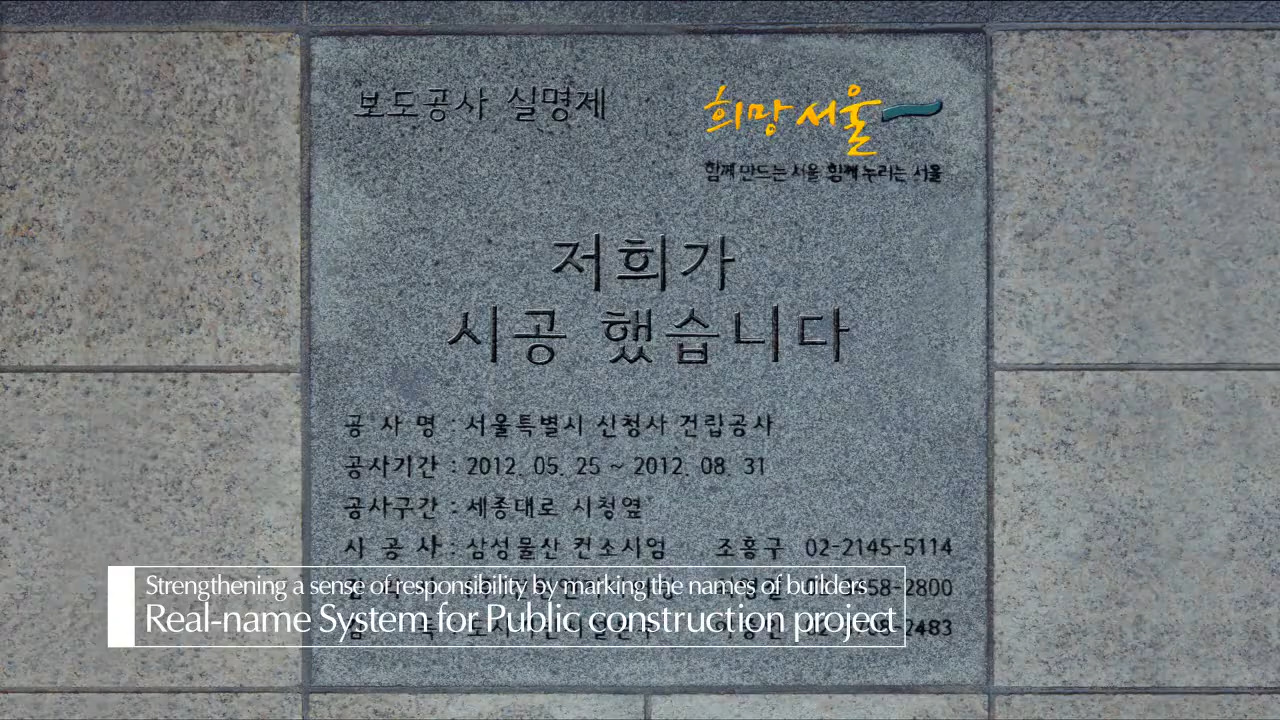 보도공사 실명제
희망서울
함께 만드는 서울 함께 누리는 서울
저희가
시공 했습니다
공 사 명 : 서울특별시 신청사 건립공사
공사기간 : 2012. 05. 25 ~ 2012. 08. 31
공사구간 : 세종대로 시청옆
시 공 사 : 삼성물산 컨소시엄 조흥구 02-2145-5114
Strengthening a sense of responsibility by marking the names of builders
Real-name System for Public construction project